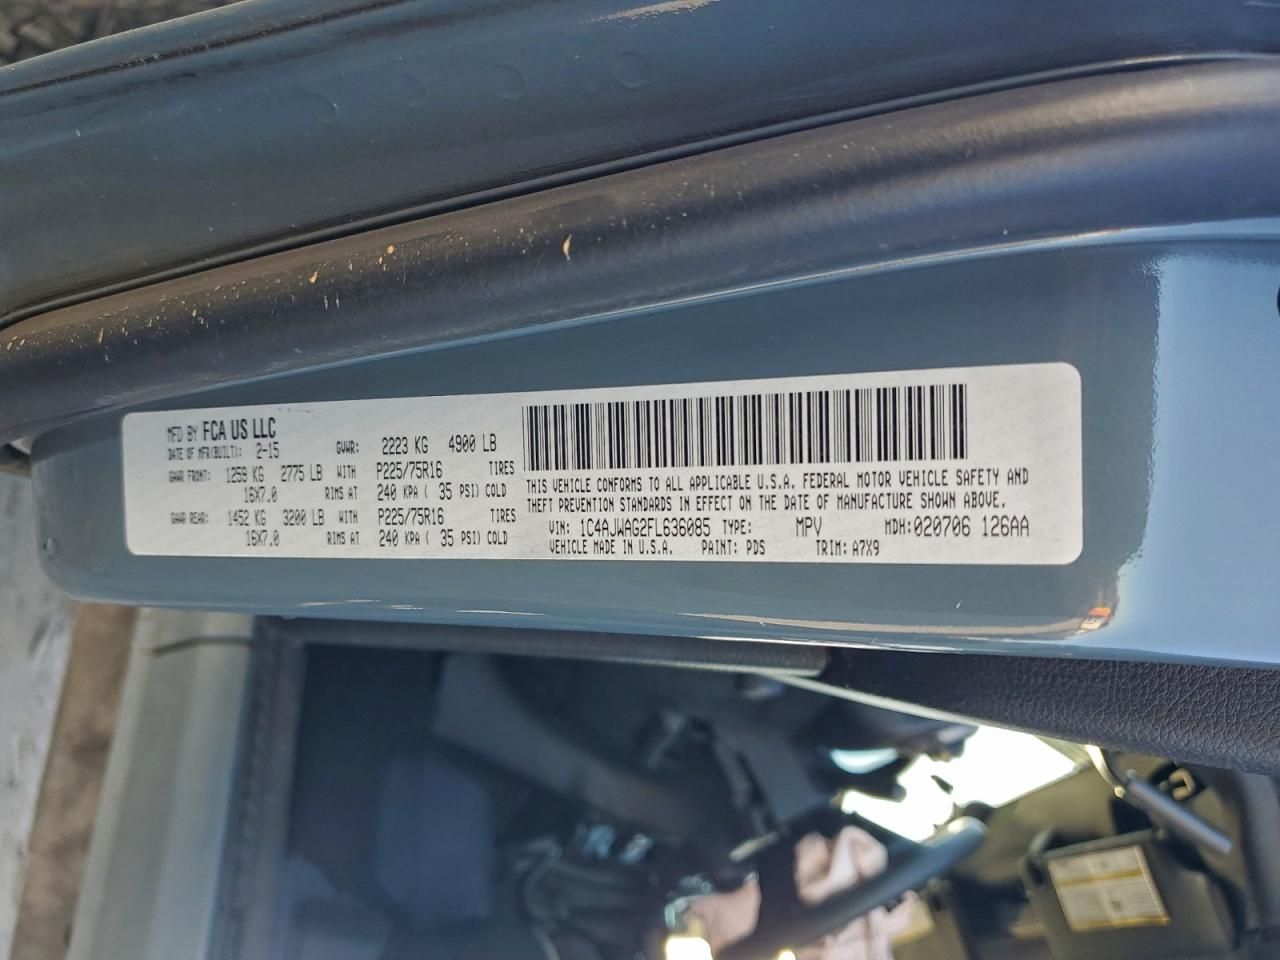 MFD BY FCA US LLC
DATE OF MFR(BUILT): 2-15 GVWR: 2223 KG 4900 LB
GAWR FRONT: 1259 KG 2775 LB WITH P225/75R16 TIRES
16X7.0 RIMS AT 240 KPA ( 35 PSI) COLD
GAWR REAR: 1452 KG 3200 LB WITH P225/75R16 TIRES
16X7.0 RIMS AT 240 KPA ( 35 PSI) COLD
THIS VEHICLE CONFORMS TO ALL APPLICABLE U.S.A. FEDERAL MOTOR VEHICLE SAFETY AND
THEFT PREVENTION STANDARDS IN EFFECT ON THE DATE OF MANUFACTURE SHOWN ABOVE.
VIN: 1C4AJWAG2FL636085 TYPE: MPV MDH:020706 126AA
VEHICLE MADE IN U.S.A. PAINT: PDS TRIM: A7X9